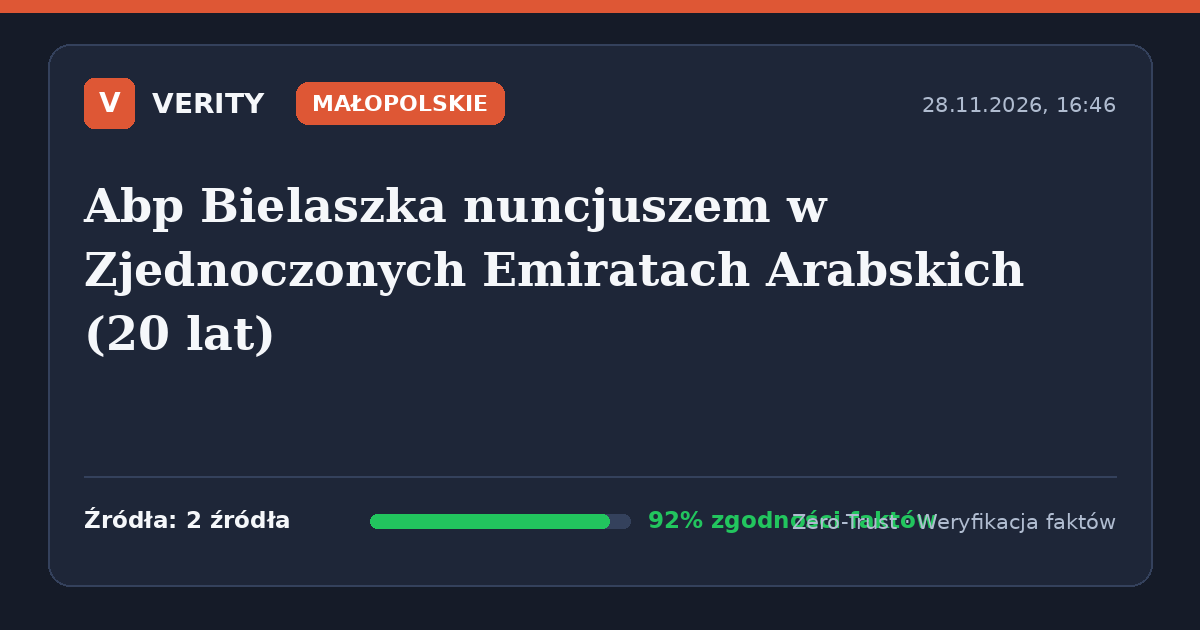 V VERITY MAŁOPOLSKIE 28.11.2026, 16:46
Abp Bielaszka nuncjuszem w
Zjednoczonych Emiratach Arabskich
(20 lat)
Źródła: 2 źródła 92% zgodności faktów Zero-Trust · Weryfikacja faktów